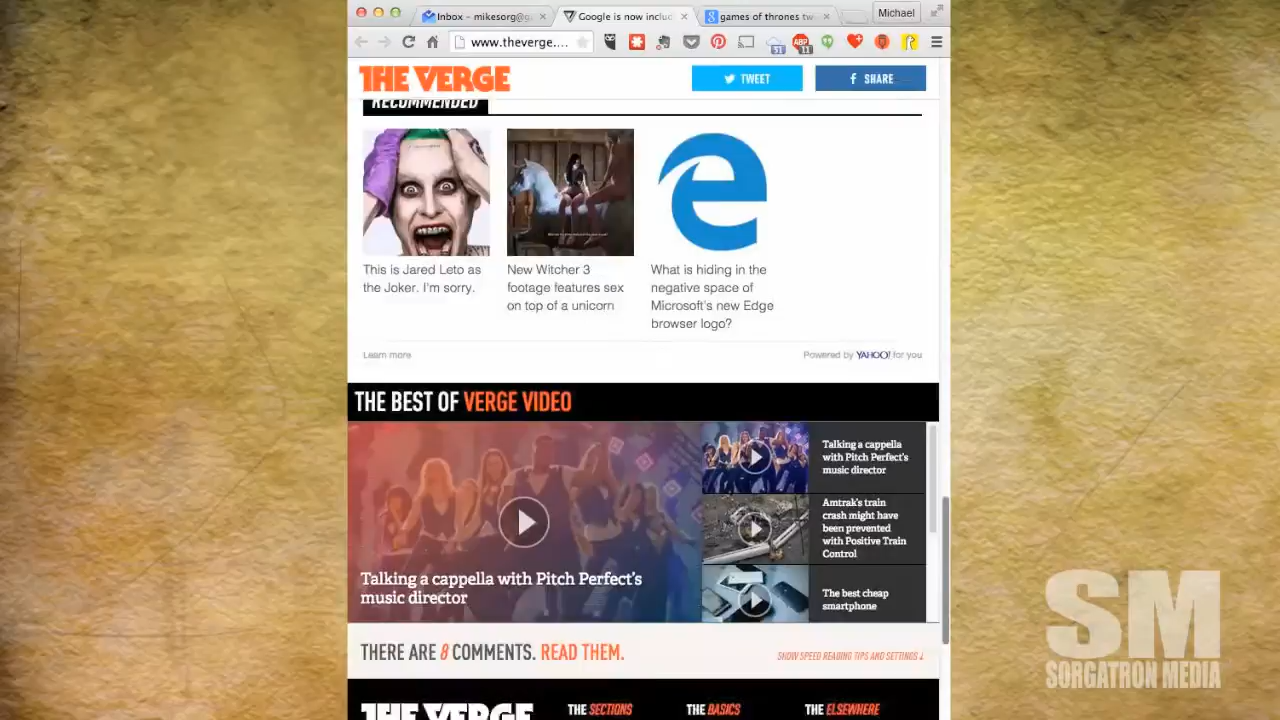 Inbox – mikesorg@g
Google is now includ
games of thrones tw
Michael
www.theverge....
31
ABP
11
THE VERGE
TWEET
SHARE
RECOMMENDED
This is Jared Leto as
the Joker. I'm sorry.
New Witcher 3
footage features sex
on top of a unicorn
What is hiding in the
negative space of
Microsoft's new Edge
browser logo?
Learn more
Powered by YAHOO! for you
THE BEST OF VERGE VIDEO
Talking a cappella with Pitch Perfect's
music director
Talking a cappella
with Pitch Perfect's
music director
Amtrak's train
crash might have
been prevented
with Positive Train
Control
The best cheap
smartphone
THERE ARE 8 COMMENTS. READ THEM.
SHOW SPEED READING TIPS AND SETTINGS ↓
THE VERGE
THE SECTIONS
THE BASICS
THE ELSEWHERE
SM
SORGATRON MEDIA